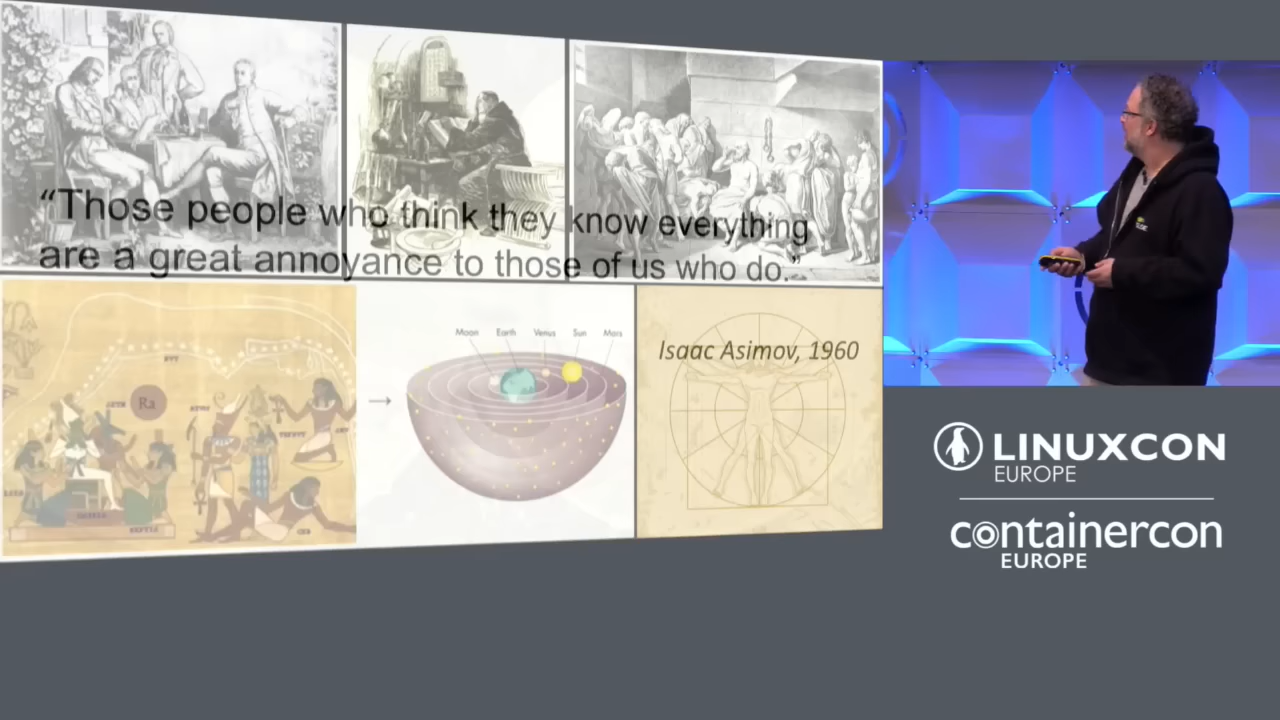 “Those people who think they know everything
are a great annoyance to those of us who do.”
Isaac Asimov, 1960
Moon Earth Venus Sun Mars
Ra
LINUXCON
EUROPE
containercon
EUROPE